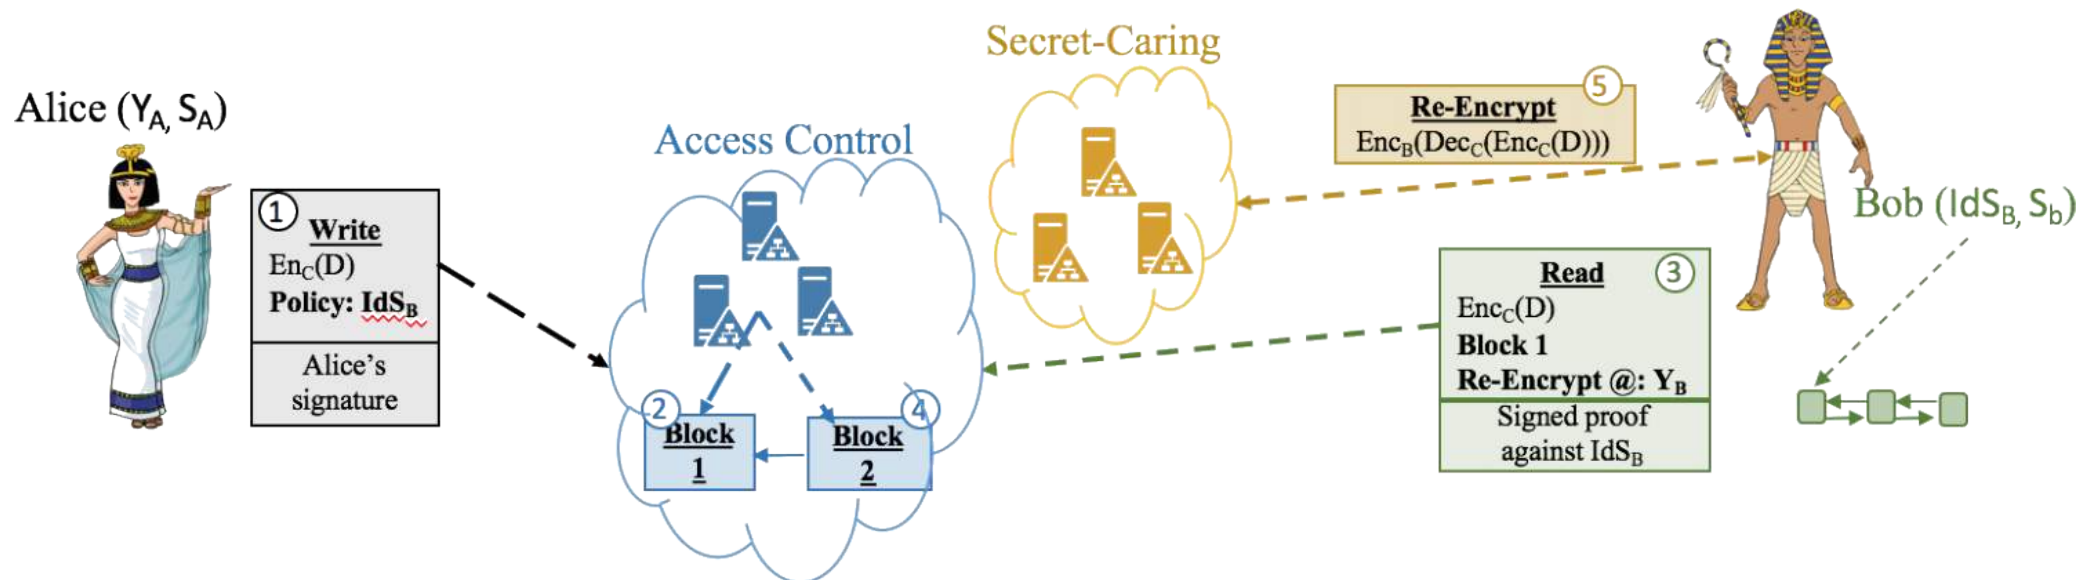 Alice (Y_A, S_A)
1
Write
En_C(D)
Policy: IdS_B
Alice's
signature
Access Control
2
Block
1
4
Block
2
Secret-Caring
5
Re-Encrypt
Enc_B(Dec_C(Enc_C(D)))
3
Read
Enc_C(D)
Block 1
Re-Encrypt @: Y_B
Signed proof
against IdS_B
Bob (IdS_B, S_b)